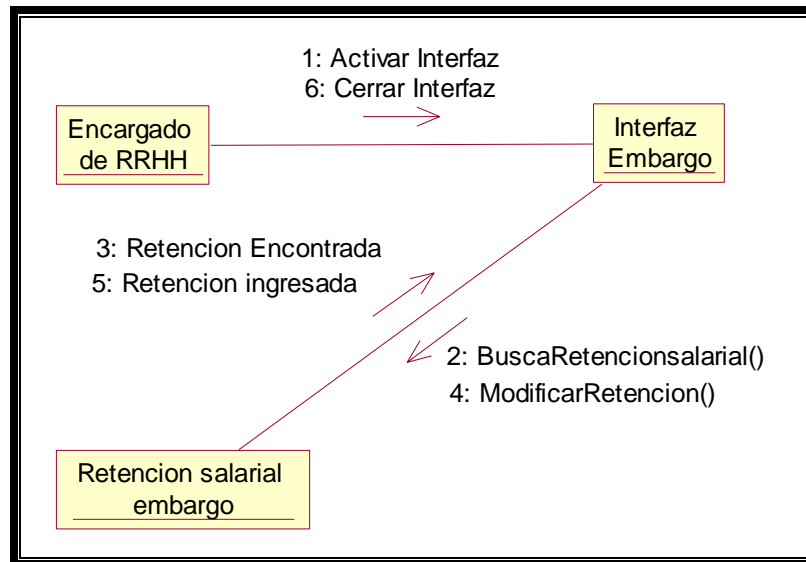 1: Activar Interfaz
6: Cerrar Interfaz
Encargado
de RRHH
Interfaz
Embargo
3: Retencion Encontrada
5: Retencion ingresada
2: BuscaRetencionsalarial()
4: ModificarRetencion()
Retencion salarial
embargo